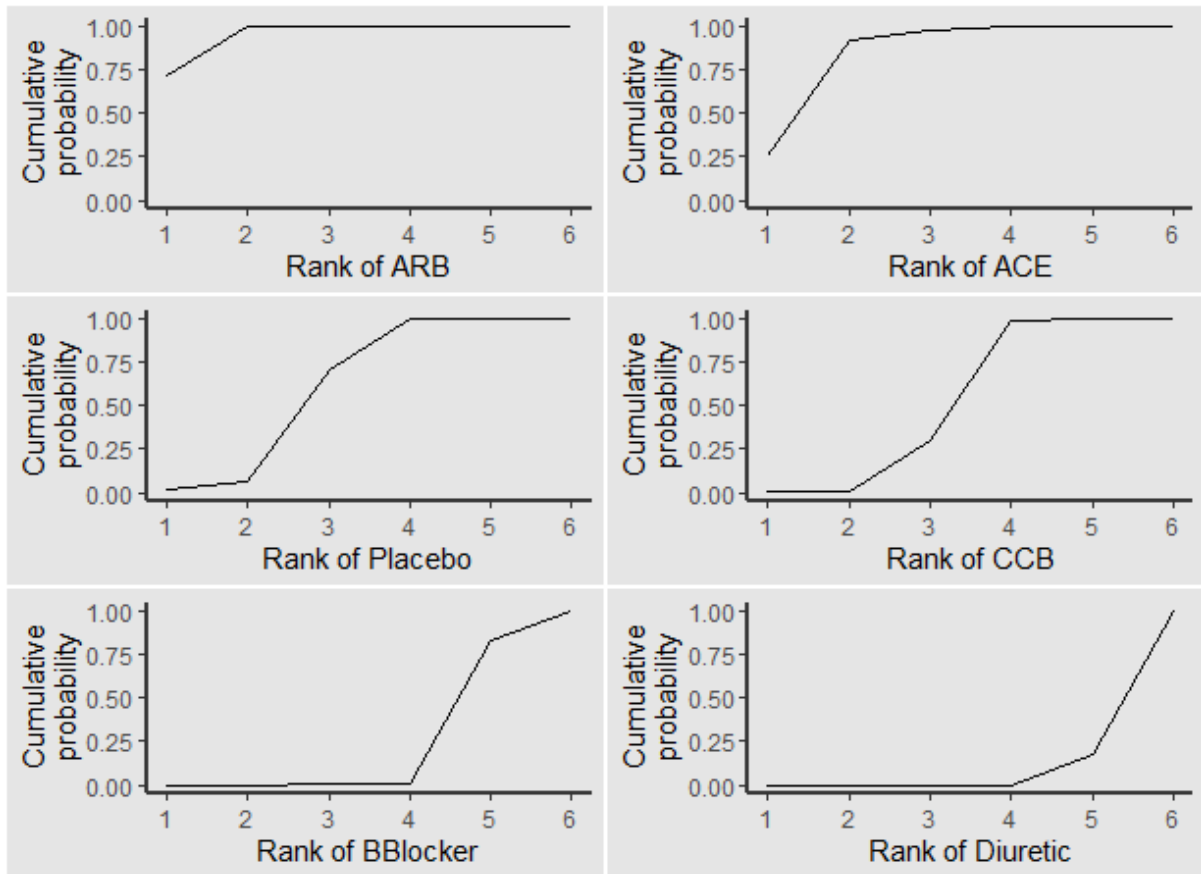 Cumulative
probability
1.00
0.75
0.50
0.25
0.00
1 2 3 4 5 6
Rank of ARB
Cumulative
probability
1.00
0.75
0.50
0.25
0.00
1 2 3 4 5 6
Rank of ACE
Cumulative
probability
1.00
0.75
0.50
0.25
0.00
1 2 3 4 5 6
Rank of Placebo
Cumulative
probability
1.00
0.75
0.50
0.25
0.00
1 2 3 4 5 6
Rank of CCB
Cumulative
probability
1.00
0.75
0.50
0.25
0.00
1 2 3 4 5 6
Rank of BBlocker
Cumulative
probability
1.00
0.75
0.50
0.25
0.00
1 2 3 4 5 6
Rank of Diuretic